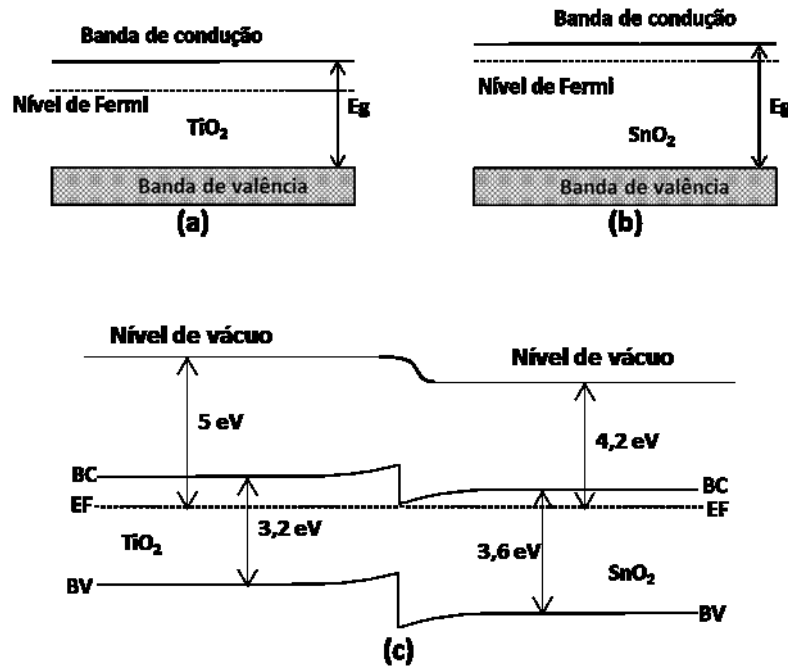 Banda de condução
Nível de Fermi
Eg
TiO₂
Banda de valência
(a)
Banda de condução
Nível de Fermi
Eg
SnO₂
Banda de valência
(b)
Nível de vácuo
Nível de vácuo
5 eV
4,2 eV
BC
BC
EF
EF
3,2 eV
TiO₂
3,6 eV
SnO₂
BV
BV
(c)